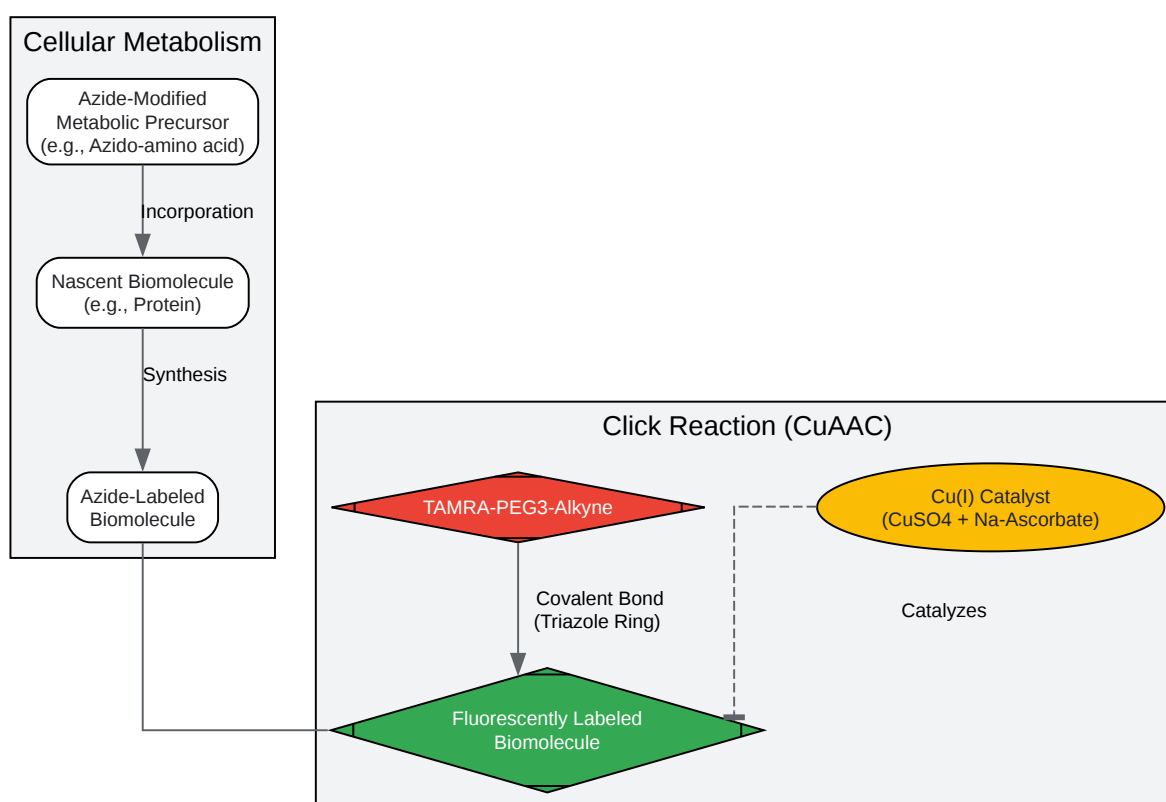 Cellular Metabolism
Azide-Modified
Metabolic Precursor
(e.g., Azido-amino acid)
Incorporation
Nascent Biomolecule
(e.g., Protein)
Synthesis
Azide-Labeled
Biomolecule
Click Reaction (CuAAC)
TAMRA-PEG3-Alkyne
Cu(I) Catalyst
(CuSO4 + Na-Ascorbate)
Covalent Bond
(Triazole Ring)
Catalyzes
Fluorescently Labeled
Biomolecule